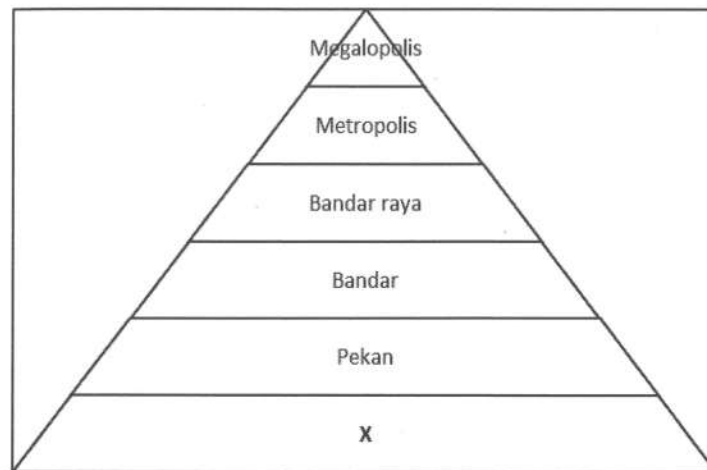 Megalopolis
Metropolis
Bandar raya
Bandar
Pekan
X